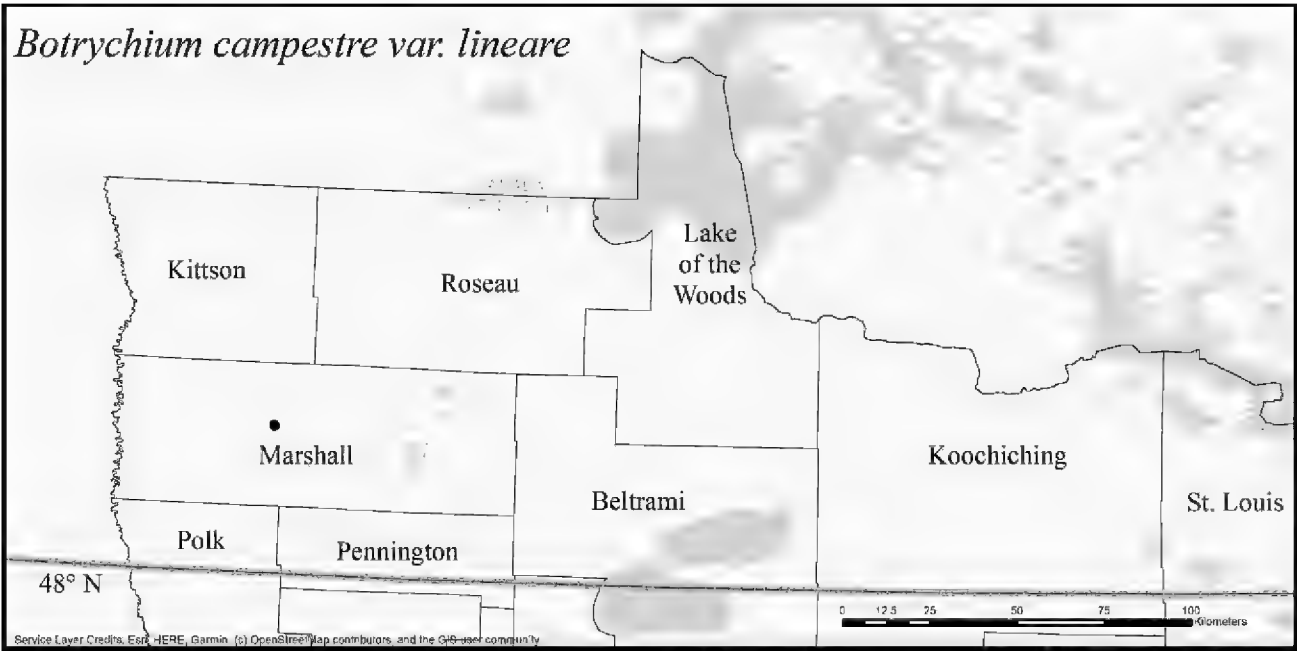 Botrychium campestre var. lineare
Kittson
Roseau
Lake
of the
Woods
Marshall
Koochiching
Beltrami
St. Louis
Polk
Pennington
48° N
0 12.5 25 50 75 100
Kilometers
Service Layer Credits: Esri, HERE, Garmin, (c) OpenStreetMap contributors, and the GIS user community